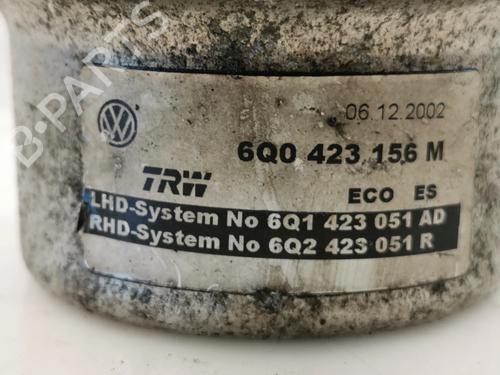 B-PARTS
06.12.2002
6Q0 423 156 M
TRW
ECO ES
LHD-System No 6Q1 423 051 AD
RHD-System No 6Q2 423 051 R